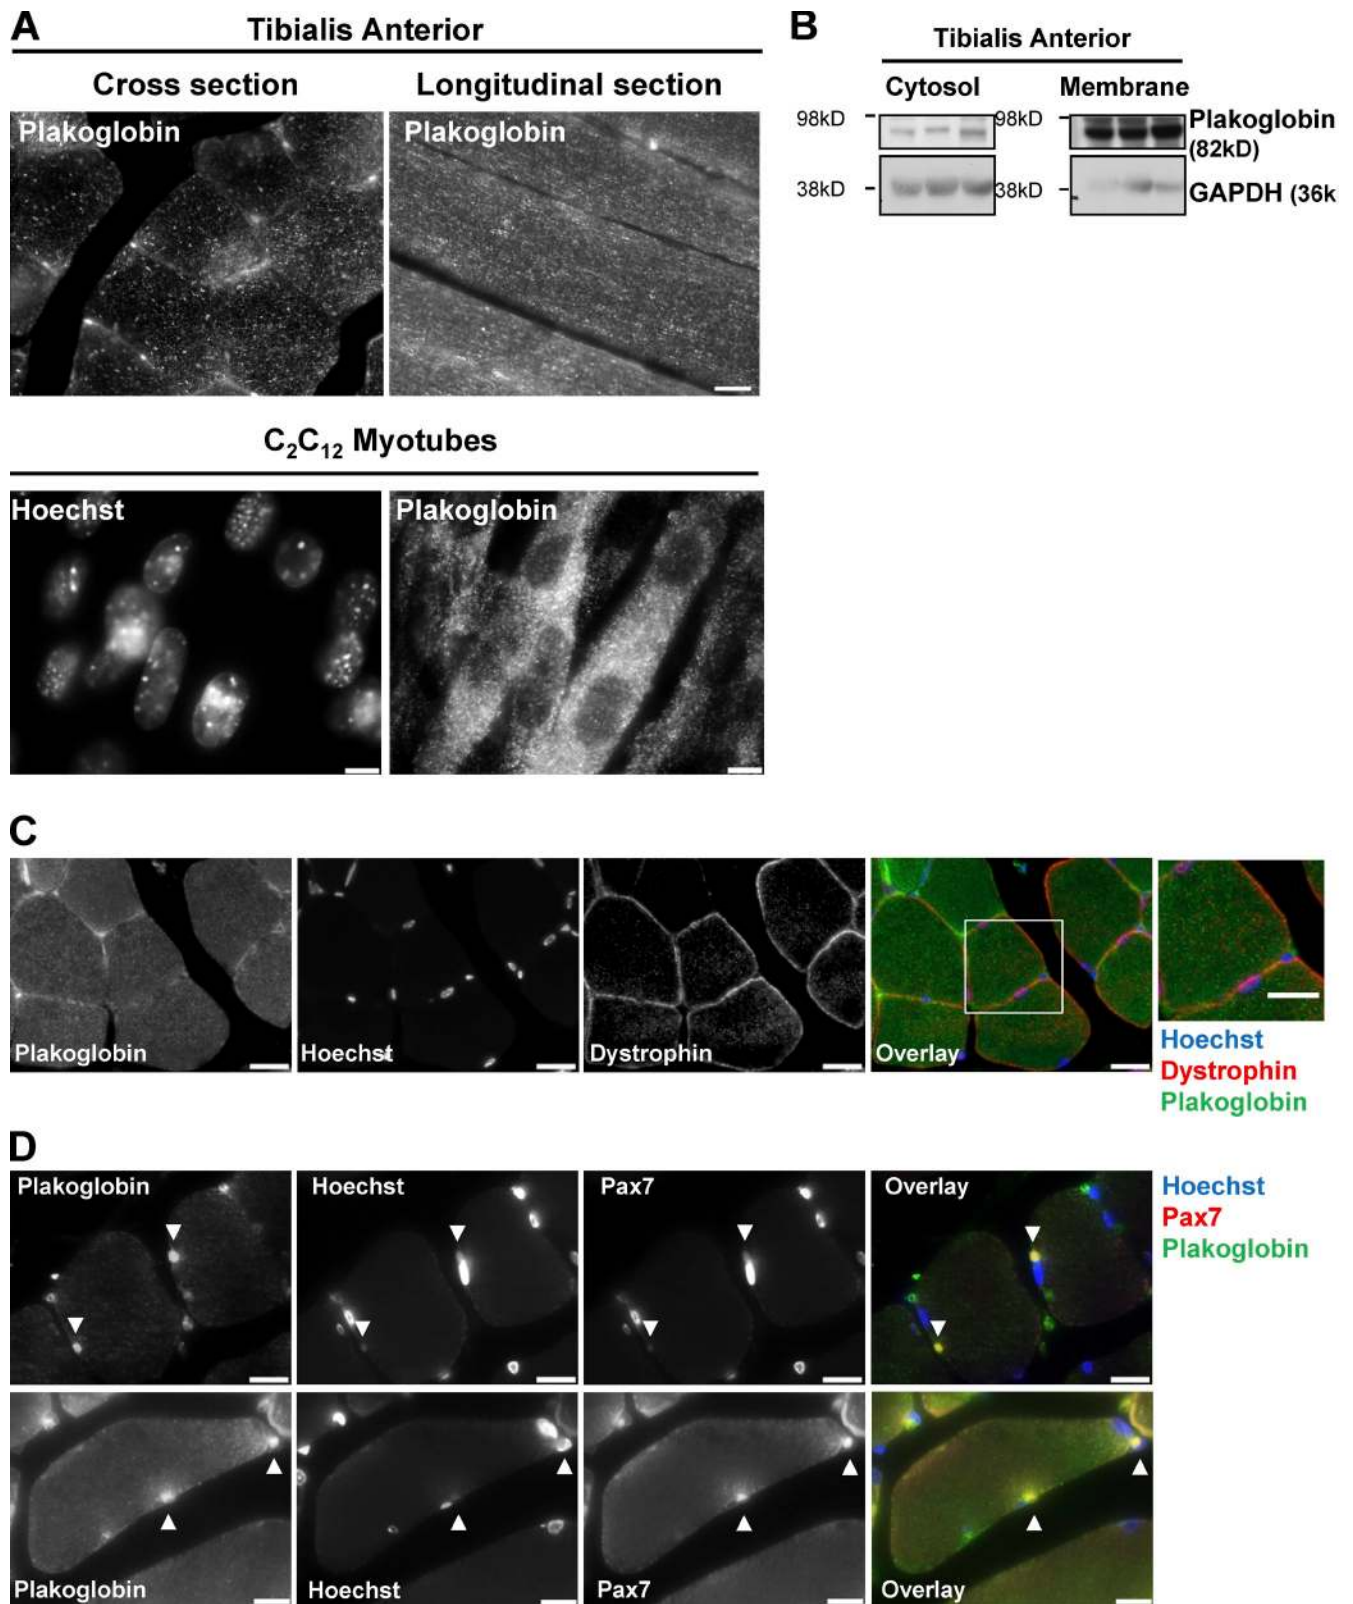 A
Tibialis Anterior
Cross section
Longitudinal section
Plakoglobin
Plakoglobin
C₂C₁₂ Myotubes
Hoechst
Plakoglobin
B
Tibialis Anterior
Cytosol
Membrane
98kD
98kD
Plakoglobin
(82kD)
38kD
38kD
GAPDH (36k
C
Plakoglobin
Hoechst
Dystrophin
Overlay
Hoechst
Dystrophin
Plakoglobin
D
Plakoglobin
Hoechst
Pax7
Overlay
Hoechst
Pax7
Plakoglobin
Plakoglobin
Hoechst
Pax7
Overlay